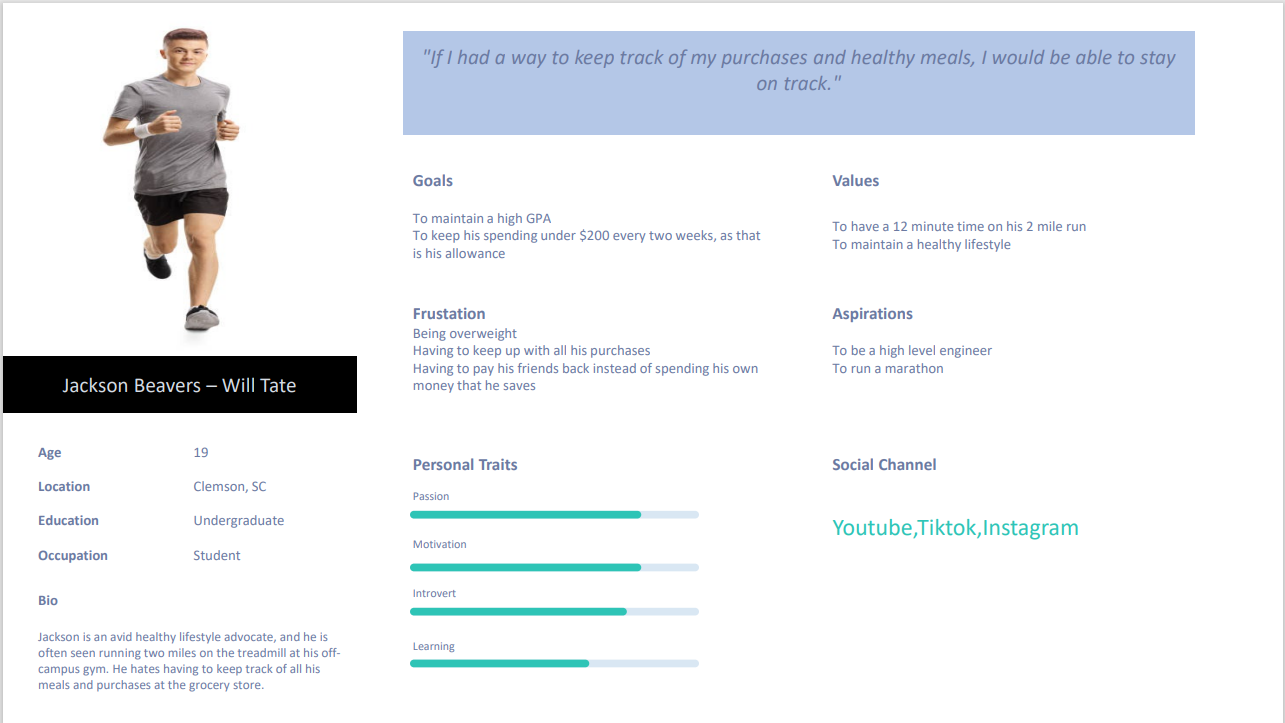 "If I had a way to keep track of my purchases and healthy meals, I would be able to stay
on track."
Jackson Beavers – Will Tate
Age 19
Location Clemson, SC
Education Undergraduate
Occupation Student
Bio
Jackson is an avid healthy lifestyle advocate, and he is
often seen running two miles on the treadmill at his off-
campus gym. He hates having to keep track of all his
meals and purchases at the grocery store.
Goals
To maintain a high GPA
To keep his spending under $200 every two weeks, as that
is his allowance
Values
To have a 12 minute time on his 2 mile run
To maintain a healthy lifestyle
Frustation
Being overweight
Having to keep up with all his purchases
Having to pay his friends back instead of spending his own
money that he saves
Aspirations
To be a high level engineer
To run a marathon
Personal Traits
Passion
Motivation
Introvert
Learning
Social Channel
Youtube,Tiktok,Instagram